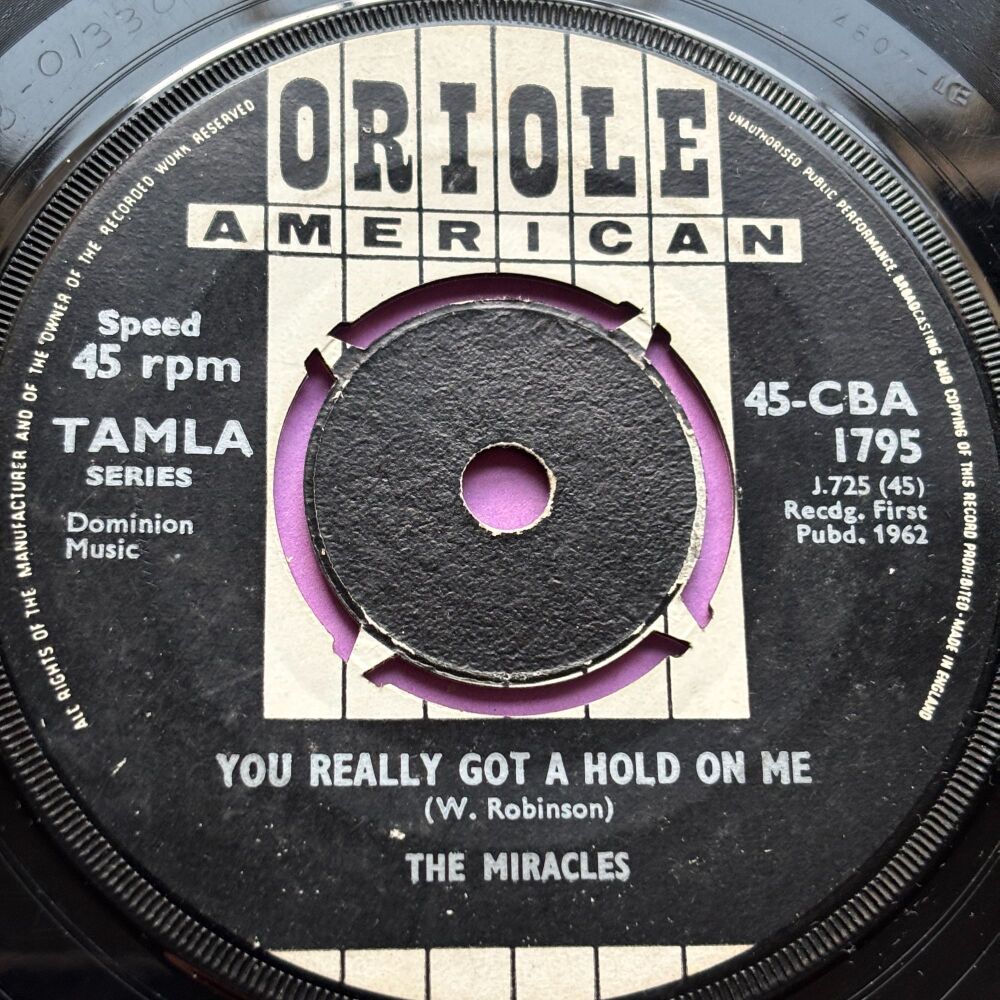 ORIOLE
AMERICAN
ALL RIGHTS OF THE MANUFACTURER AND OF THE OWNER OF THE RECORDED WORK RESERVED
UNAUTHORISED PUBLIC PERFORMANCE, BROADCASTING AND COPYING OF THIS RECORD PROHIBITED - MADE IN ENGLAND
Speed
45 rpm
TAMLA
SERIES
Dominion
Music
45-CBA
1795
J.725 (45)
Recdg. First
Pubd. 1962
YOU REALLY GOT A HOLD ON ME
(W. Robinson)
THE MIRACLES